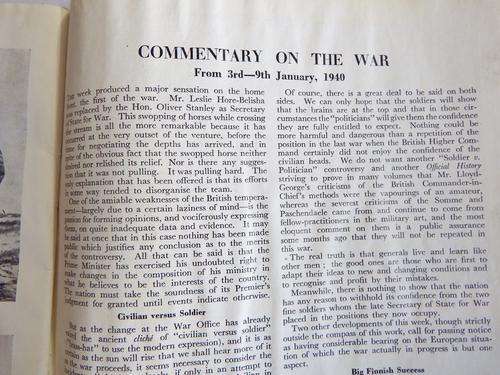 COMMENTARY ON THE WAR
From 3rd—9th January, 1940
week produced a major sensation on the home
the first of the war. Mr. Leslie Hore-Belisha
replaced by the Hon. Oliver Stanley as Secretary
State for War. This swopping of horses while crossing
stream is all the more remarkable because it has
at the very outset of the venture, before the
for negotiating the depths has arrived, and in
of the obvious fact that the swopped horse neither
nor relished its relief. Nor is there any sugges-
that it was not pulling. It was pulling hard. The
explanation that has been offered is that its efforts
some way tended to disorganise the team.
One of the amiable weaknesses of the British tempera-
largely due to a certain laziness of mind—is the
for forming opinions, and vociferously expressing
on quite inadequate data and evidence. It may
said at once that in this case nothing has been made
which justifies any conclusion as to the merits
the controversy. All that can be said is that the
Minister has exercised his undoubted right to
changes in the composition of his ministry in
he believes to be the interests of the country.
nation must take the soundness of its Premier's
for granted until events indicate otherwise.
Civilian versus Soldier
But as the change at the War Office has already
the ancient cliché of "civilian versus soldier"
to use the modern expression), and it is as
as the sun will rise that we shall hear more of it
the war proceeds, it seems necessary to consider the
if only in an attempt to
Of course, there is a great deal to be said on both
sides. We can only hope that the soldiers will show
that the brains are at the top and that in those cir-
cumstances the "politicians" will give them the confidence
they are fully entitled to expect. Nothing could be
more harmful and dangerous than a repetition of the
position in the last war when the British Higher Com-
mand certainly did not enjoy the confidence of the
civilian heads. We do not want another "Soldier v.
Politician" controversy and another Official History
striving to prove in many volumes that Mr. Lloyd-
George's criticisms of the British Commander-in-
Chief's methods were the vapourings of an amateur,
whereas the severest criticisms of the Somme and
Paschendaele came from and continue to come from
fellow-practitioners in the military art, and the most
eloquent comment on them is a public assurance
some months ago that they will not be repeated in
this war.
The real truth is that generals live and learn like
other men; the good ones are those who are first to
adapt their ideas to new and changing conditions and
to recognise and profit by their mistakes.
Meanwhile, there is nothing to show that the nation
has any reason to withhold its confidence from the two
fine soldiers whom the late Secretary of State for War
placed in the positions they now occupy.
Two other developments of this week, though strictly
outside the compass of this work, call for passing notice
as having considerable bearing on the European situa-
tion of which the war actually in progress is but one
aspect.
Big Finnish Success